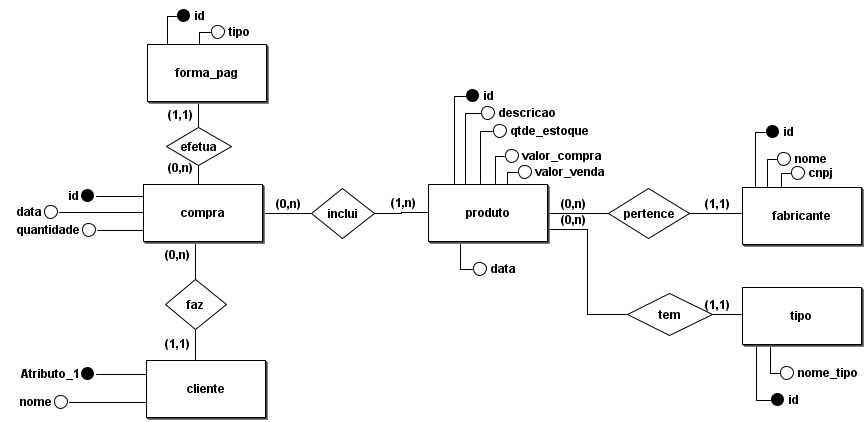 id
tipo
forma_pag
(1,1)
efetua
(0,n)
id
data
quantidade
compra
(0,n)
inclui
(1,n)
id
descricao
qtde_estoque
valor_compra
valor_venda
produto
data
(0,n)
(0,n)
pertence
(1,1)
id
nome
cnpj
fabricante
tem
(1,1)
tipo
nome_tipo
id
(0,n)
faz
(1,1)
Atributo_1
nome
cliente